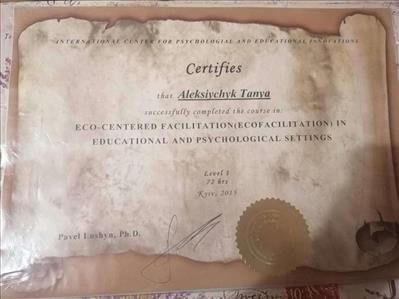 INTERNATIONAL CENTER FOR PSYCHOLOGIAL AND EDUCATIONAL INNOVATIONS
Certifies
that Aleksiychyk Tanya
successfully completed the course in:
ECO-CENTERED FACILITATION(ECOFACILITATION) IN
EDUCATIONAL AND PSYCHOLOGICAL SETTINGS
Level 1
72 hrs
Kyiv, 2015
Pavel Lushyn, Ph.D.